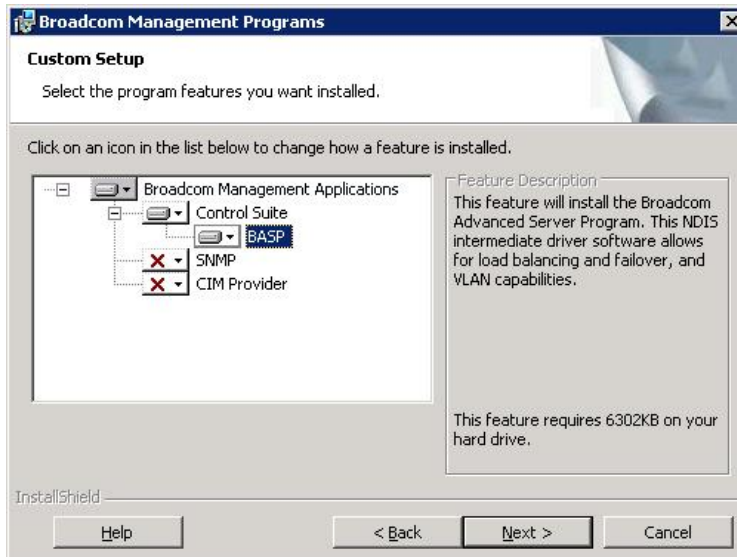 Broadcom Management Programs
Custom Setup
Select the program features you want installed.
Click on an icon in the list below to change how a feature is installed.
Broadcom Management Applications
Control Suite
BASP
SNMP
CIM Provider
Feature Description
This feature will install the Broadcom
Advanced Server Program. This NDIS
intermediate driver software allows
for load balancing and failover, and
VLAN capabilities.
This feature requires 6302KB on your
hard drive.
InstallShield
Help
< Back
Next >
Cancel